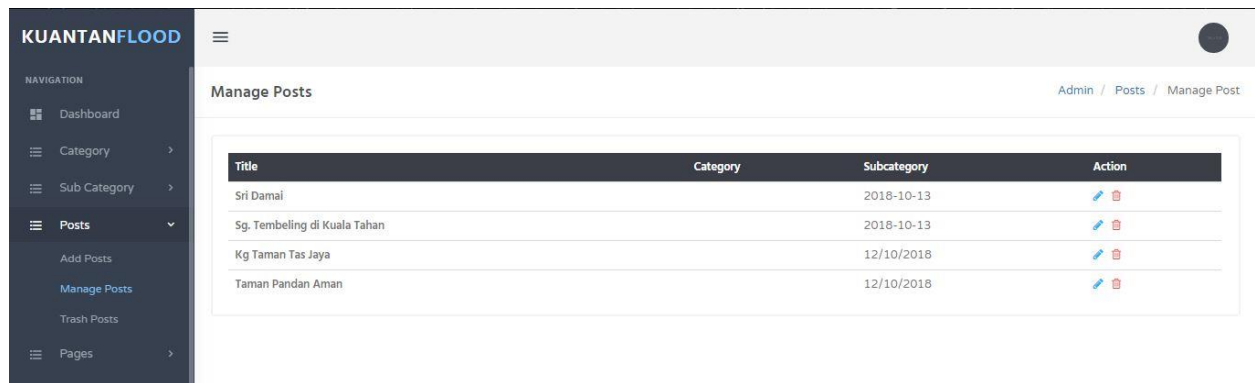 KUANTANFLOOD
NAVIGATION
Dashboard
Category
Sub Category
Posts
Add Posts
Manage Posts
Trash Posts
Pages
Manage Posts
Admin / Posts / Manage Post
Title Category Subcategory Action
Sri Damai 2018-10-13
Sg. Tembeling di Kuala Tahan 2018-10-13
Kg Taman Tas Jaya 12/10/2018
Taman Pandan Aman 12/10/2018